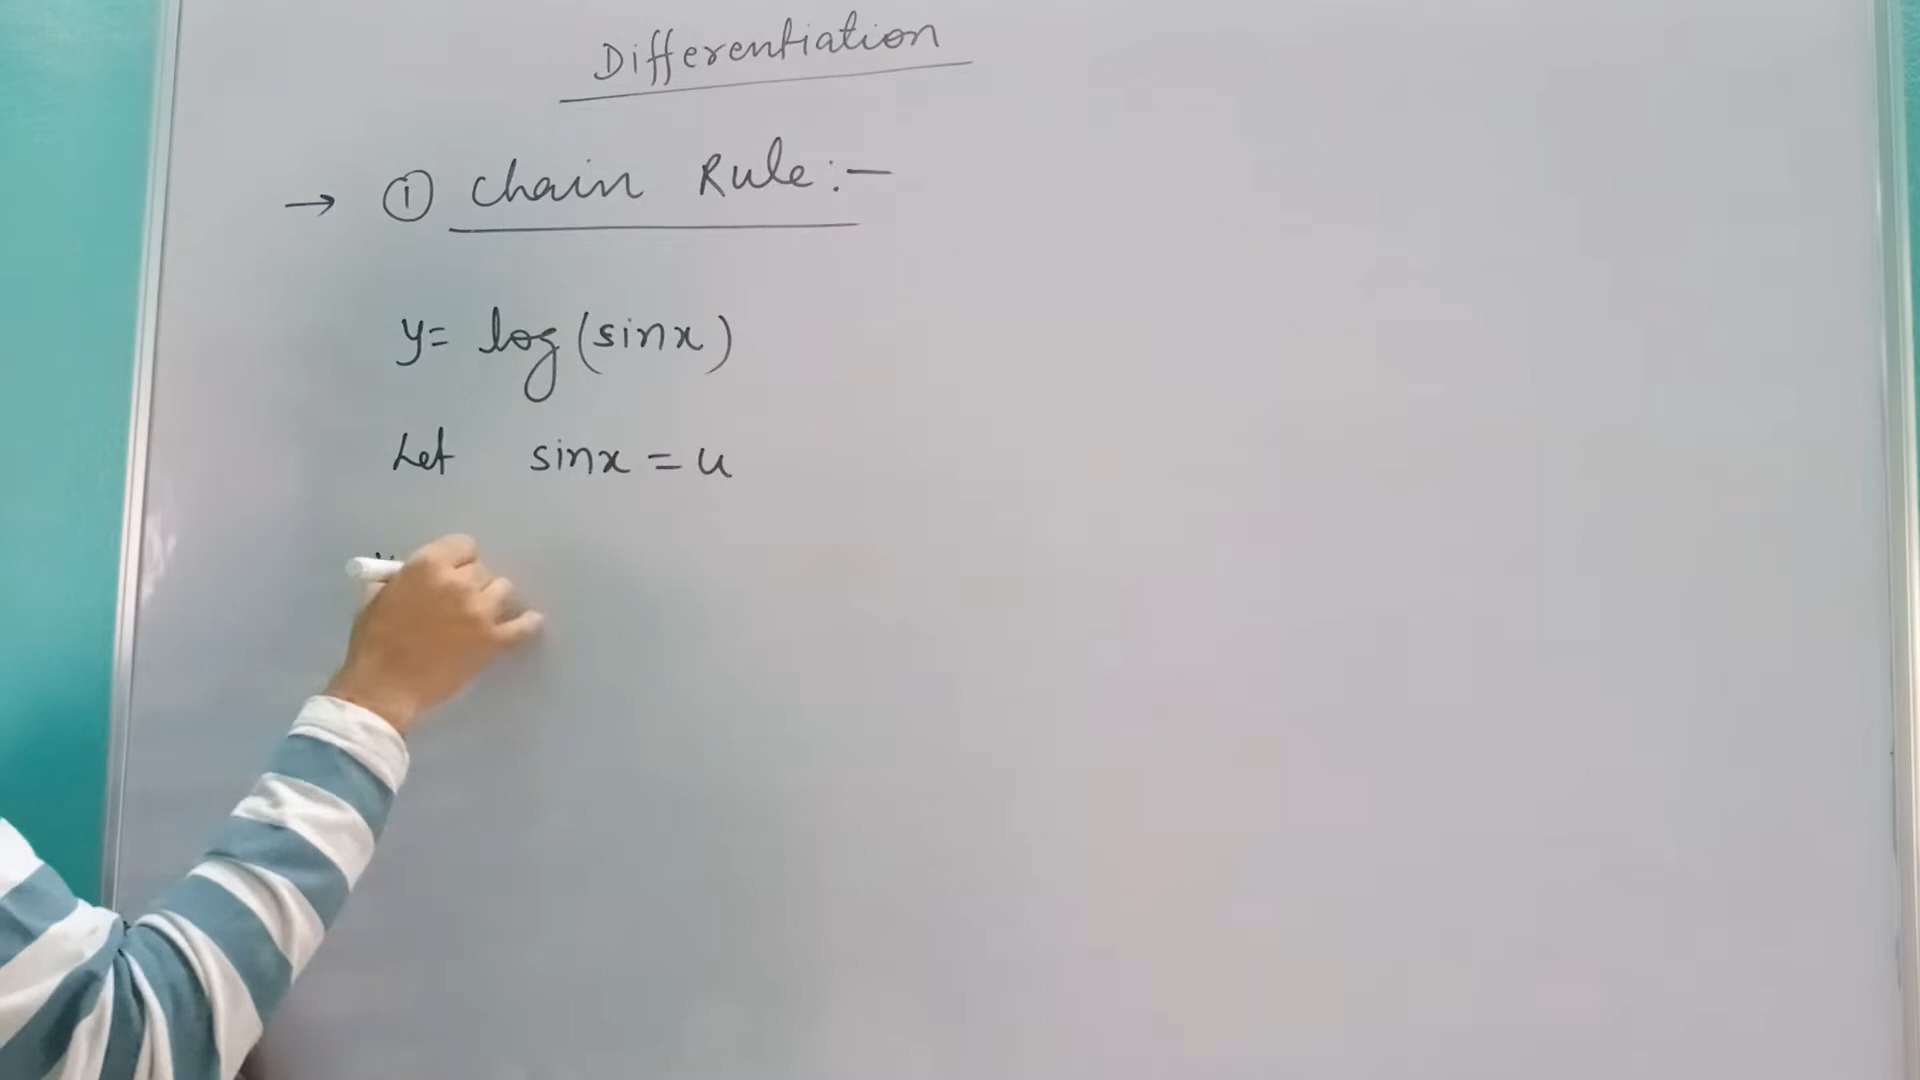 Differentiation
→ ① Chain Rule:-
y= log(sinx)
Let sinx = u